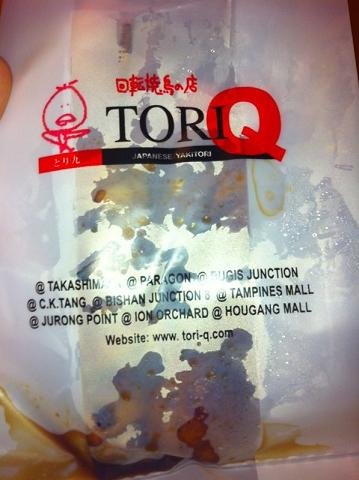 回転焼鳥の店
TORI Q
とり九 JAPANESE YAKITORI
@ TAKASHIMAYA @ PARAGON @ BUGIS JUNCTION
@ C.K.TANG @ BISHAN JUNCTION 8 @ TAMPINES MALL
@ JURONG POINT @ ION ORCHARD @ HOUGANG MALL
Website: www. tori-q.com